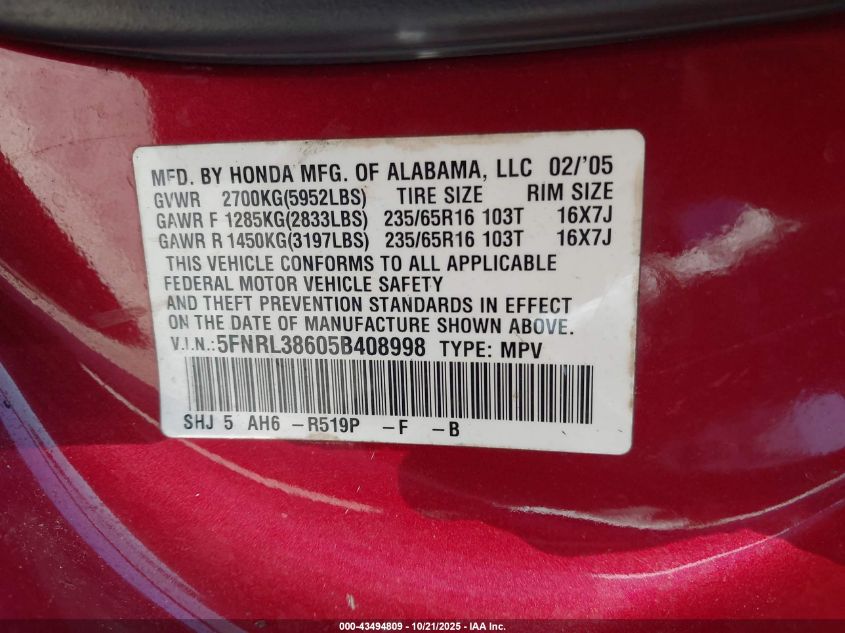 MFD. BY HONDA MFG. OF ALABAMA, LLC 02/'05
GVWR 2700KG(5952LBS) TIRE SIZE RIM SIZE
GAWR F 1285KG(2833LBS) 235/65R16 103T 16X7J
GAWR R 1450KG(3197LBS) 235/65R16 103T 16X7J
THIS VEHICLE CONFORMS TO ALL APPLICABLE
FEDERAL MOTOR VEHICLE SAFETY
AND THEFT PREVENTION STANDARDS IN EFFECT
ON THE DATE OF MANUFACTURE SHOWN ABOVE.
V.I.N.:5FNRL38605B408998 TYPE: MPV
SHJ 5 AH6 -R519P -F -B
000-43494809 - 10/21/2025 - IAA Inc.